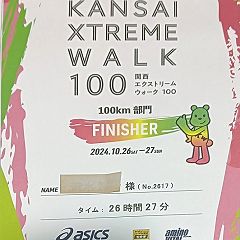 KANSAI
XTREME
WALK
100 関西
エクストリーム
ウォーク 100
100km 部門
FINISHER
2024.10.26SAT–27SUN
NAME 様 (No.2617)
タイム: 26 時間 27 分
asics
amino
VITAL